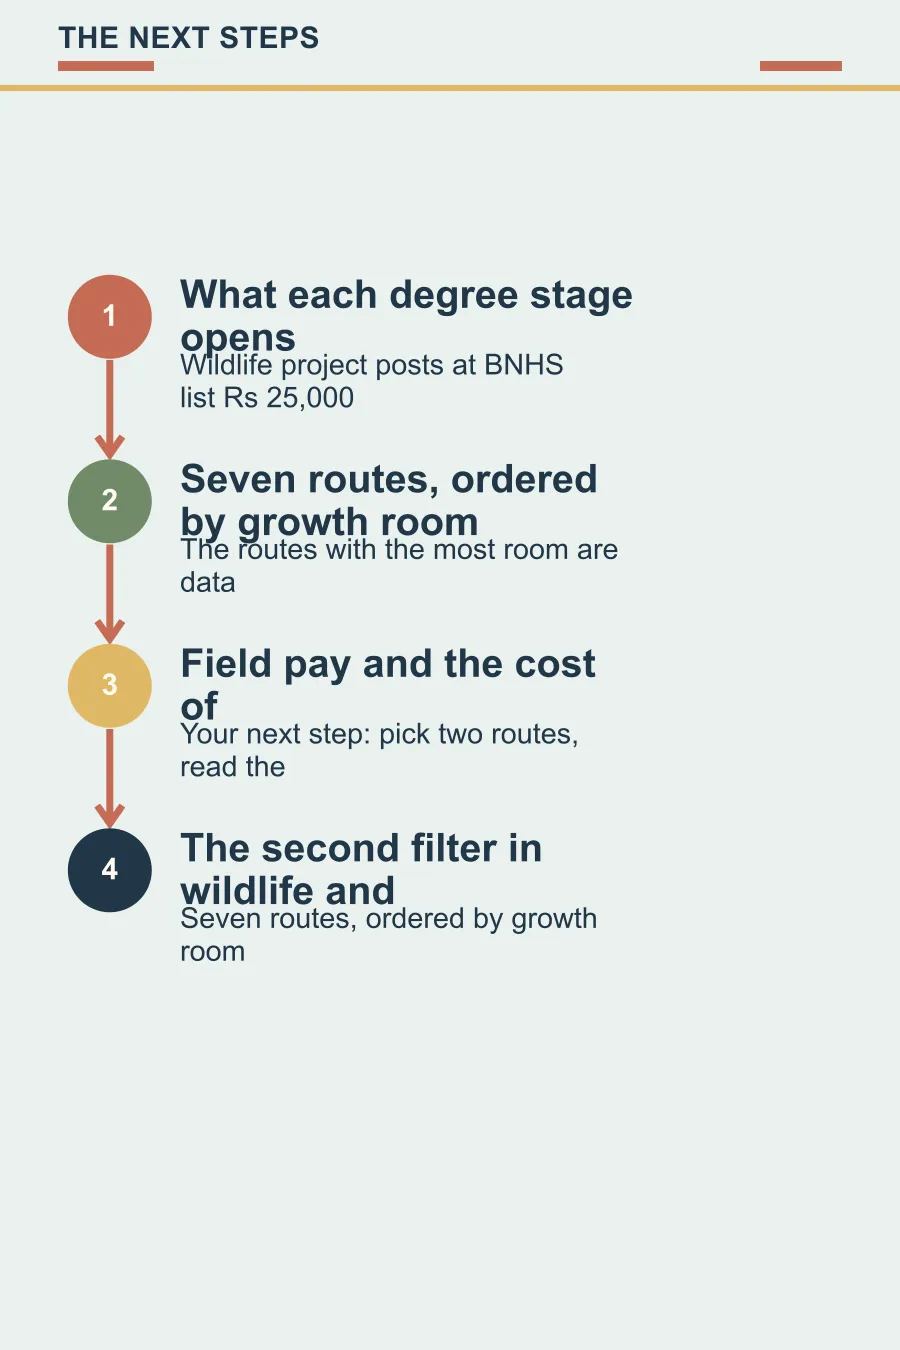 THE NEXT STEPS
1
What each degree stage
opens
Wildlife project posts at BNHS
list Rs 25,000
2
Seven routes, ordered
by growth room
The routes with the most room are
data
3
Field pay and the cost
of
Your next step: pick two routes,
read the
4
The second filter in
wildlife and
Seven routes, ordered by growth
room